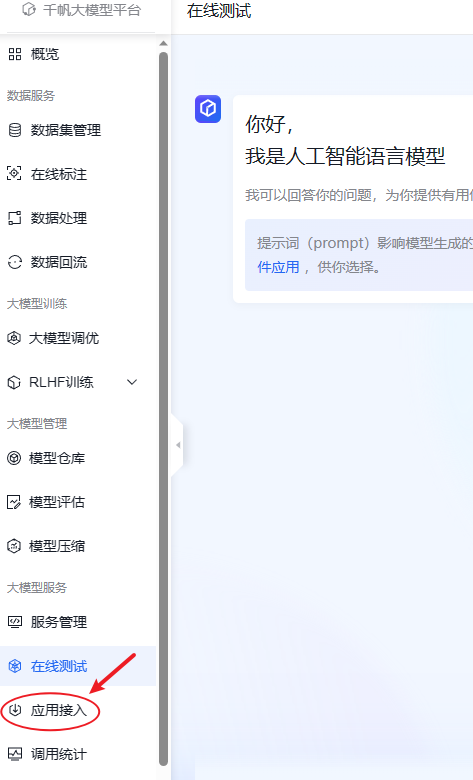 千帆大模型平台
在线测试
概览
数据服务
数据集管理
在线标注
数据处理
数据回流
大模型训练
大模型调优
RLHF训练
大模型管理
模型仓库
模型评估
模型压缩
大模型服务
服务管理
在线测试
应用接入
调用统计
你好，
我是人工智能语言模型
我可以回答你的问题，为你提供有用
提示词（prompt）影响模型生成的
件应用 ，供你选择。